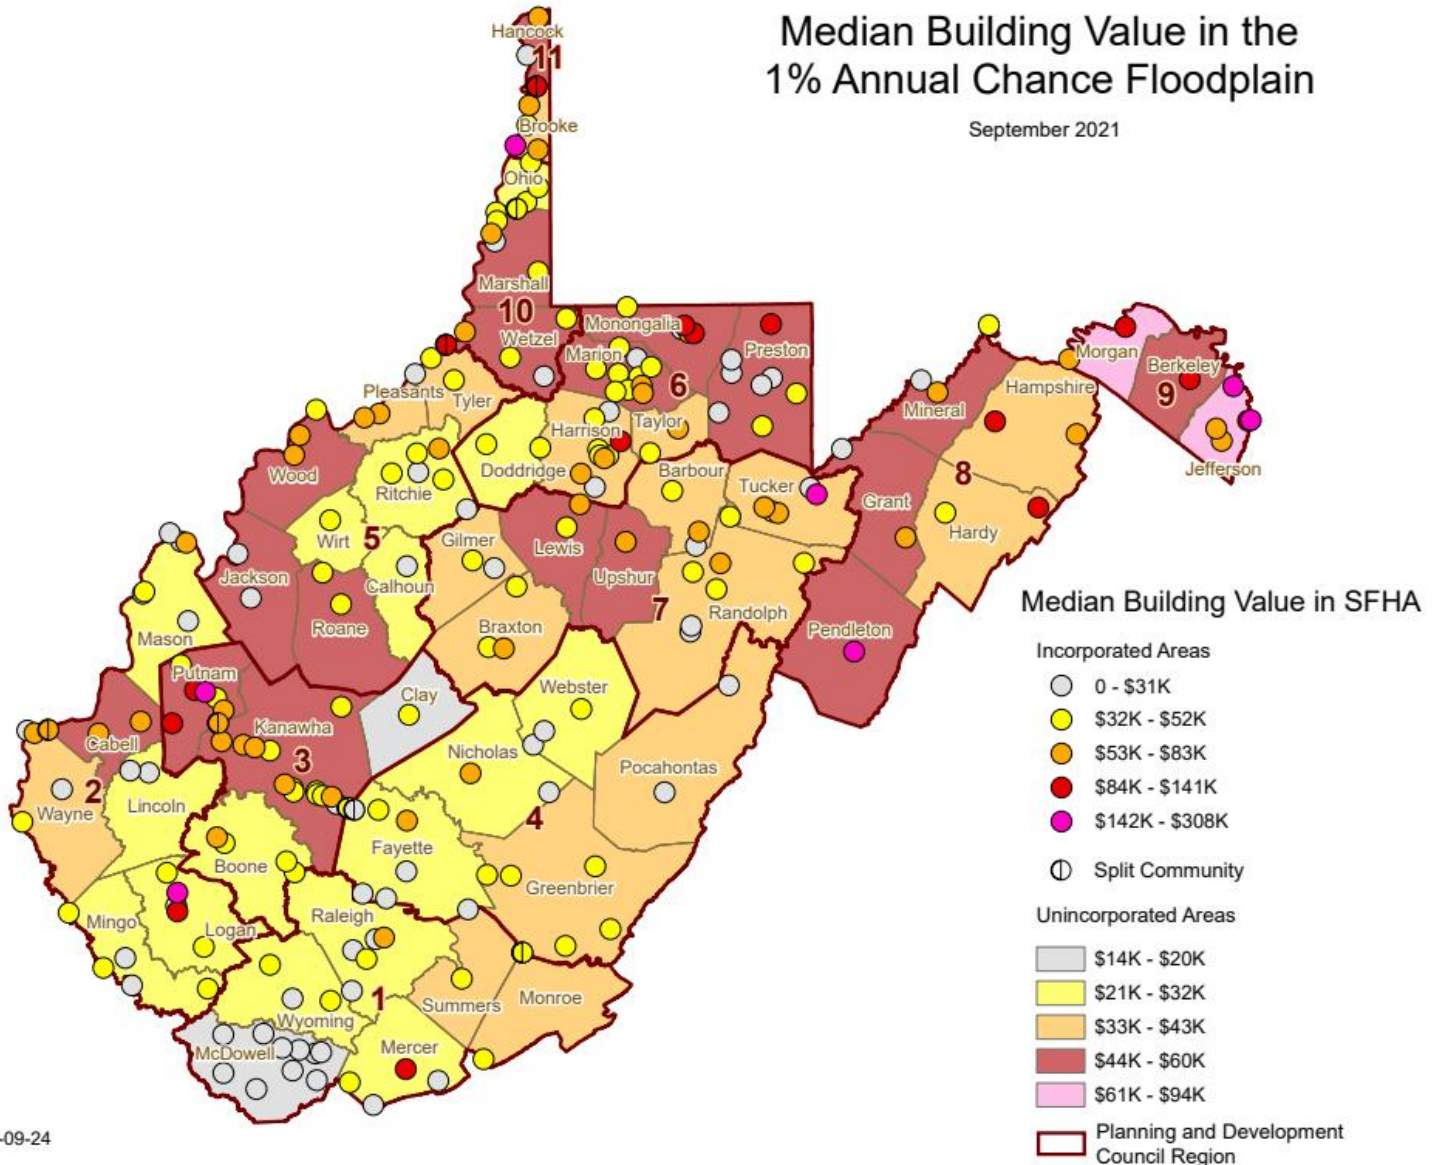 Median Building Value in the
1% Annual Chance Floodplain
September 2021
Hancock
11
Brooke
Ohio
Marshall
10
Wetzel
Monongalia
Marion
Preston
6
Pleasants
Tyler
Harrison
Taylor
Doddridge
Wood
Ritchie
Barbour
Tucker
Wirt
5
Gilmer
Lewis
Upshur
Calhoun
Jackson
Roane
Braxton
7
Randolph
Mason
Morgan
Berkeley
9
Hampshire
Mineral
Jefferson
8
Grant
Hardy
Pendleton
Putnam
Clay
Webster
Kanawha
3
Cabell
Nicholas
Pocahontas
2
Wayne
Lincoln
4
Fayette
Boone
Greenbrier
Raleigh
Mingo
Logan
1
Summers
Monroe
Wyoming
McDowell
Mercer
Median Building Value in SFHA
Incorporated Areas
0 - $31K
$32K - $52K
$53K - $83K
$84K - $141K
$142K - $308K
Split Community
Unincorporated Areas
$14K - $20K
$21K - $32K
$33K - $43K
$44K - $60K
$61K - $94K
Planning and Development
Council Region
-09-24